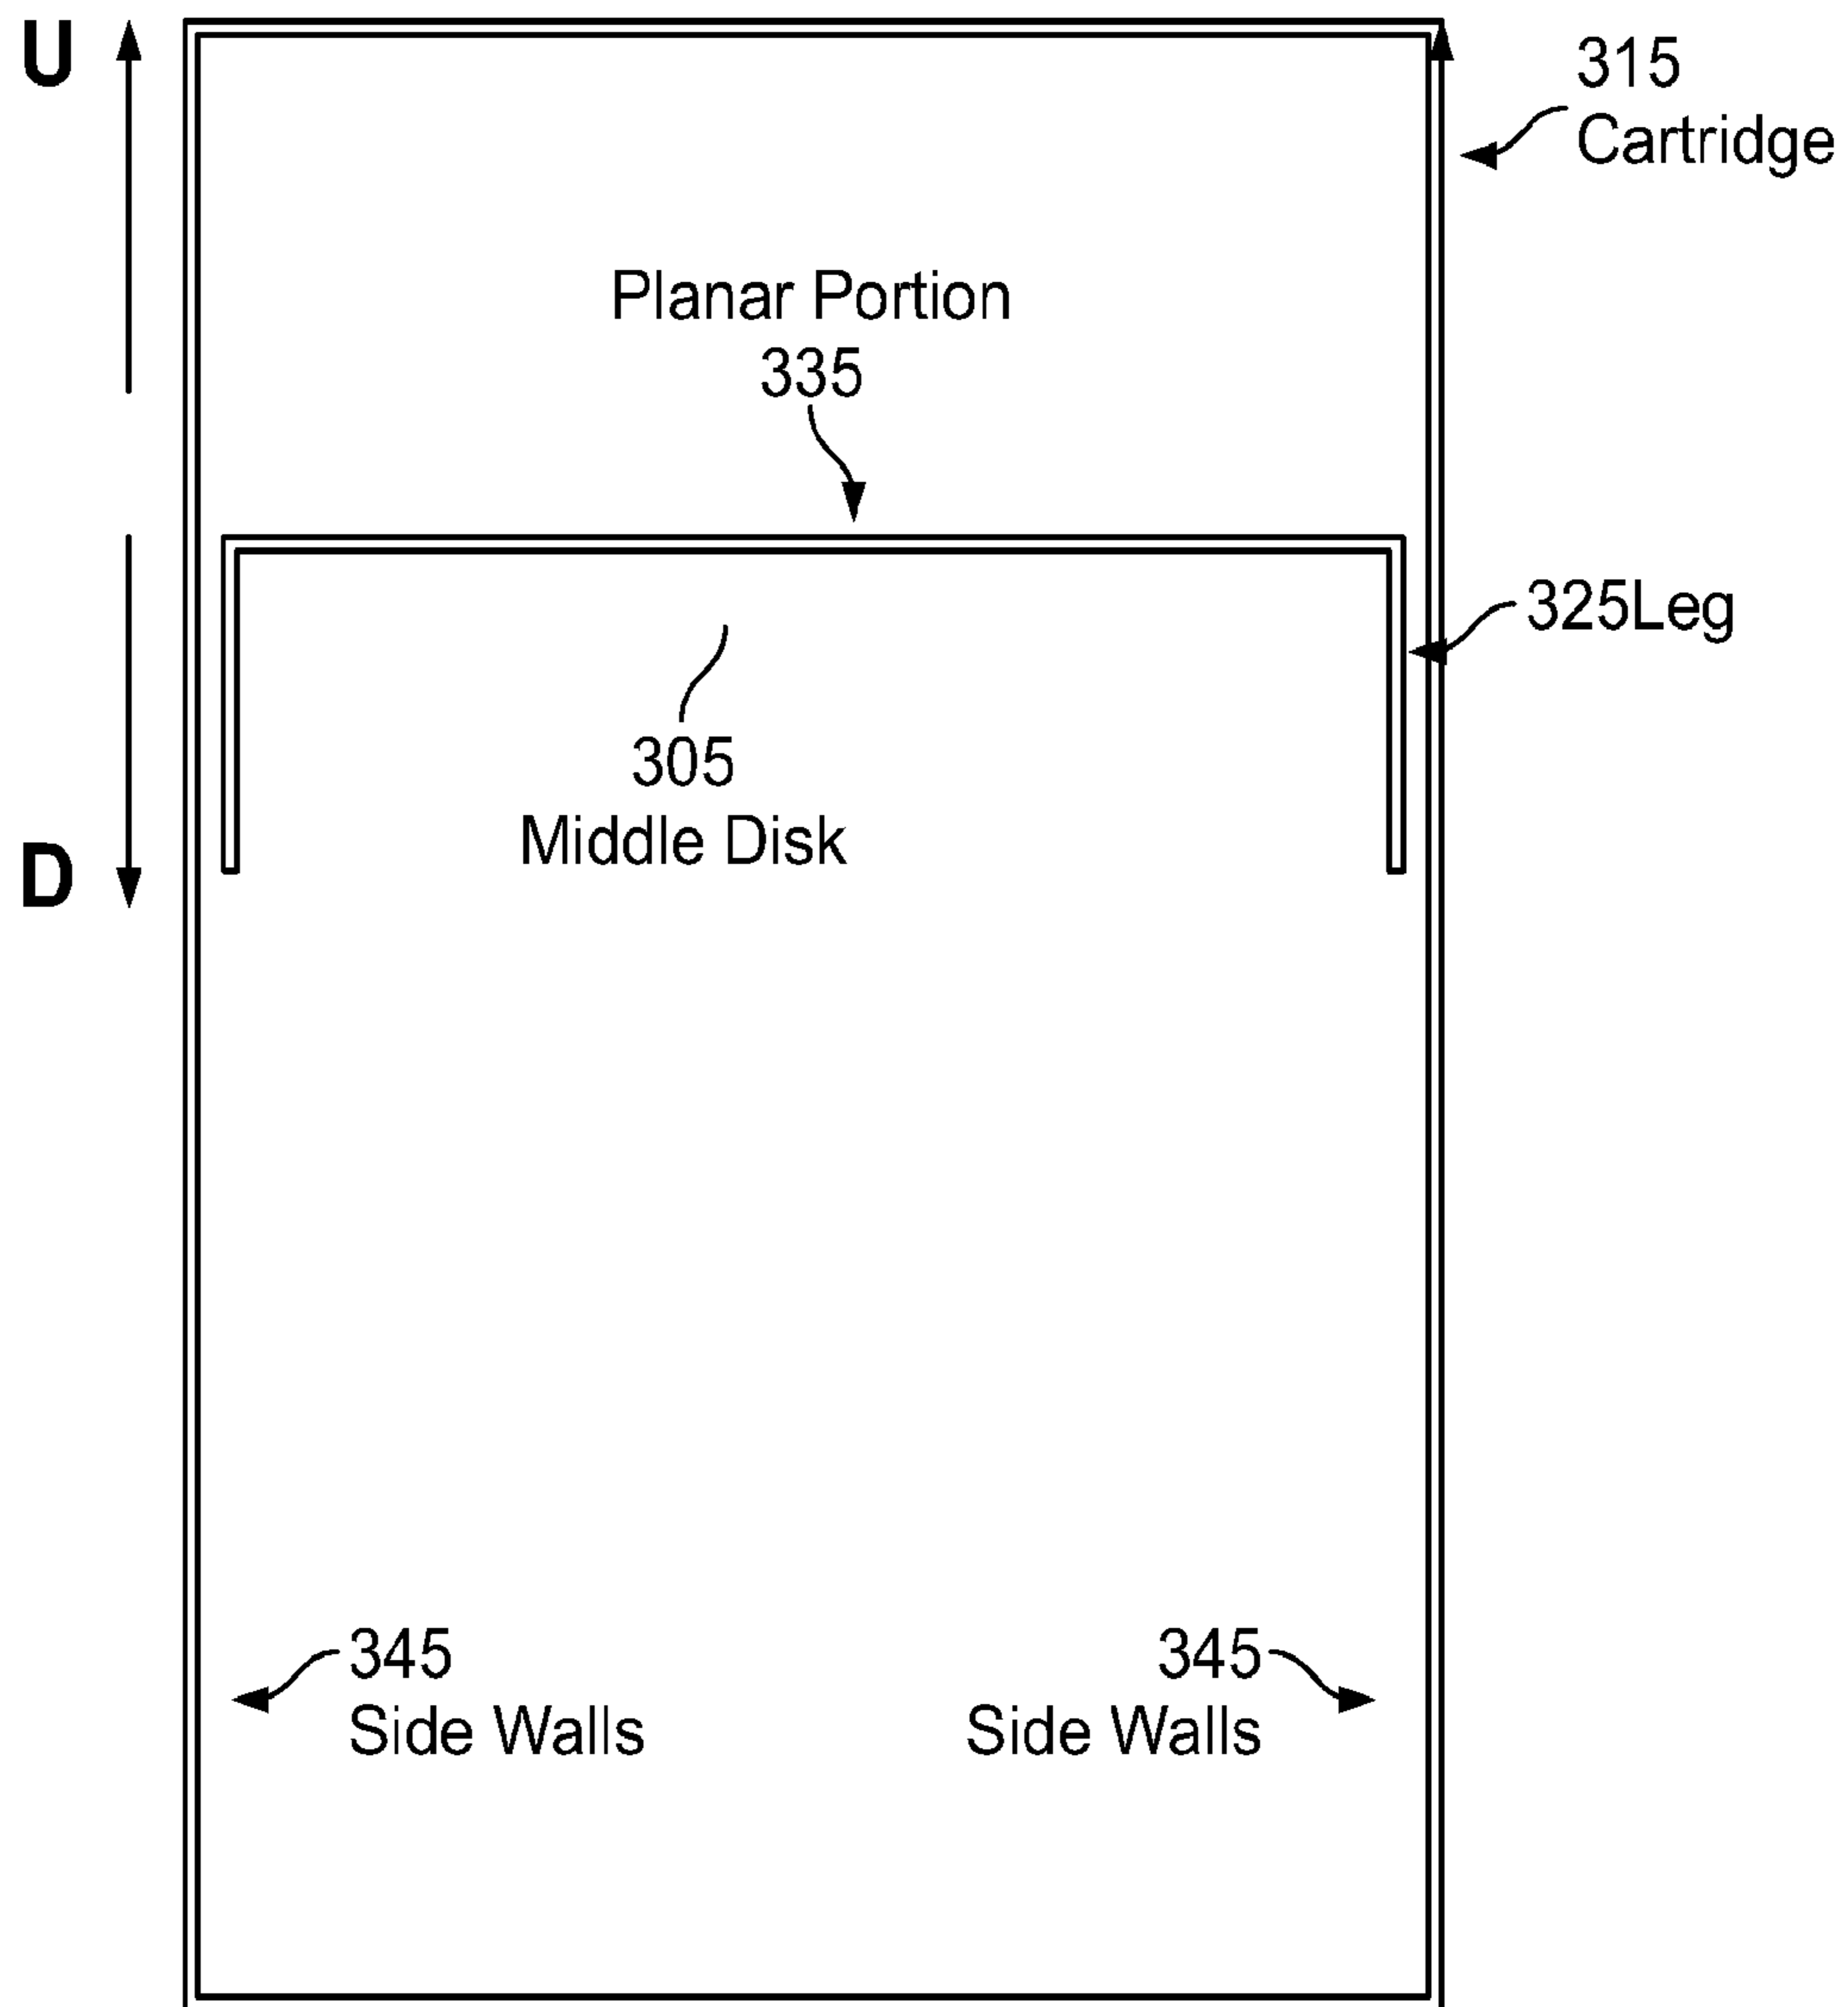 U
315
Cartridge
Planar Portion
335
325Leg
305
Middle Disk
D
345
Side Walls
345
Side Walls